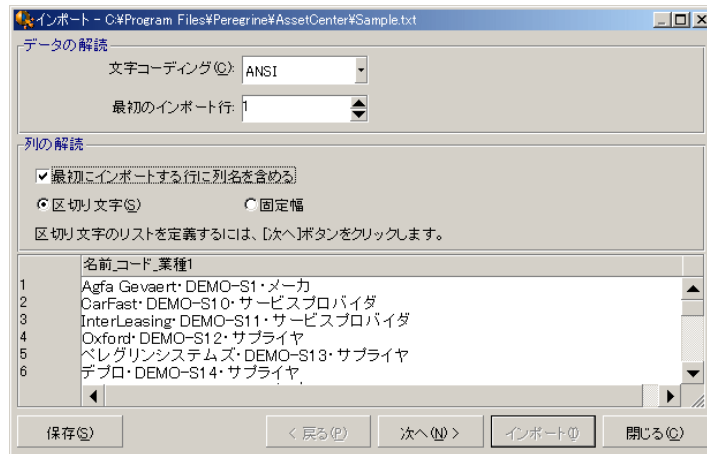 インポート - C:¥Program Files¥Peregrine¥AssetCenter¥Sample.txt
データの解読
文字コーディング(C): ANSI
最初のインポート行: 1
列の解読
最初にインポートする行に列名を含める
区切り文字(S) 固定幅
区切り文字のリストを定義するには、[次へ]ボタンをクリックします。
名前_コード_業種1
1 Agfa Gevaert・DEMO-S1・メーカ
2 CarFast・DEMO-S10・サービスプロバイダ
3 InterLeasing・DEMO-S11・サービスプロバイダ
4 Oxford・DEMO-S12・サプライヤ
5 ペレグリンシステムズ・DEMO-S13・サプライヤ
6 デプロ・DEMO-S14・サプライヤ
保存(S) < 戻る(P) 次へ(N) > インポート(I) 閉じる(C)